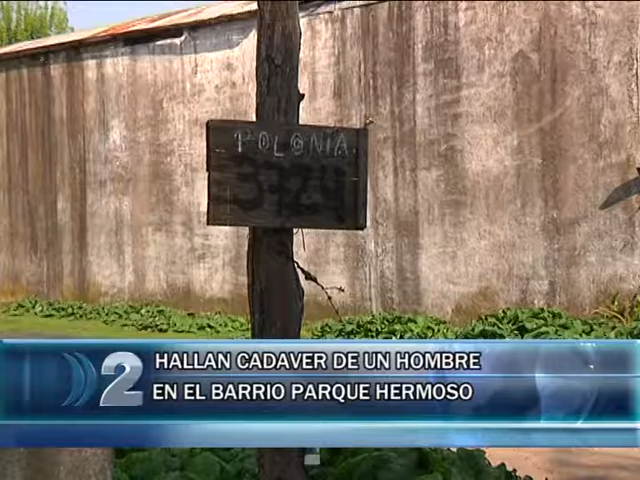 POLONIA
2
HALLAN CADAVER DE UN HOMBRE
EN EL BARRIO PARQUE HERMOSO